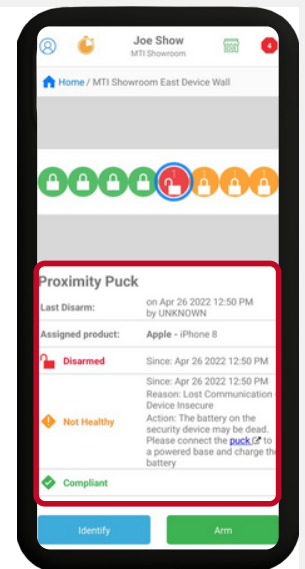 Joe Show
MTI Showroom
4
Home / MTI Showroom East Device Wall
Proximity Puck
Last Disarm:
on Apr 26 2022 12:50 PM
by UNKNOWN
Assigned product:
Apple - iPhone 8
Disarmed
Since: Apr 26 2022 12:50 PM
Not Healthy
Since: Apr 26 2022 12:50 PM
Reason: Lost Communication -
Device Insecure
Action: The battery on the
security device may be dead.
Please connect the puck to
a powered base and charge the
battery
Compliant
Identify
Arm